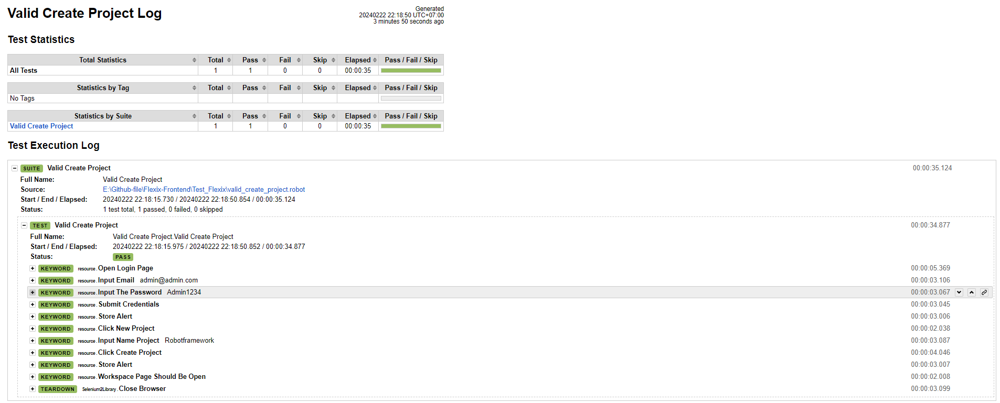 Valid Create Project Log
Generated
20240222 22:18:50 UTC+07:00
3 minutes 50 seconds ago
Test Statistics
Total Statistics Total Pass Fail Skip Elapsed Pass / Fail / Skip
All Tests 1 1 0 0 00:00:35
Statistics by Tag Total Pass Fail Skip Elapsed Pass / Fail / Skip
No Tags
Statistics by Suite Total Pass Fail Skip Elapsed Pass / Fail / Skip
Valid Create Project 1 1 0 0 00:00:35
Test Execution Log
SUITE Valid Create Project 00:00:35.124
Full Name: Valid Create Project
Source: E:\Github-file\Flexix-Frontend\Test_Flexix\valid_create_project.robot
Start / End / Elapsed: 20240222 22:18:15.730 / 20240222 22:18:50.854 / 00:00:35.124
Status: 1 test total, 1 passed, 0 failed, 0 skipped
TEST Valid Create Project 00:00:34.877
Full Name: Valid Create Project.Valid Create Project
Start / End / Elapsed: 20240222 22:18:15.975 / 20240222 22:18:50.852 / 00:00:34.877
Status: PASS
KEYWORD resource.Open Login Page 00:00:05.369
KEYWORD resource.Input Email admin@admin.com 00:00:03.106
KEYWORD resource.Input The Password Admin1234 00:00:03.067
KEYWORD resource.Submit Credentials 00:00:03.045
KEYWORD resource.Store Alert 00:00:03.006
KEYWORD resource.Click New Project 00:00:02.038
KEYWORD resource.Input Name Project Robotframework 00:00:03.087
KEYWORD resource.Click Create Project 00:00:04.046
KEYWORD resource.Store Alert 00:00:03.007
KEYWORD resource.Workspace Page Should Be Open 00:00:02.008
TEARDOWN Selenium2Library.Close Browser 00:00:03.099